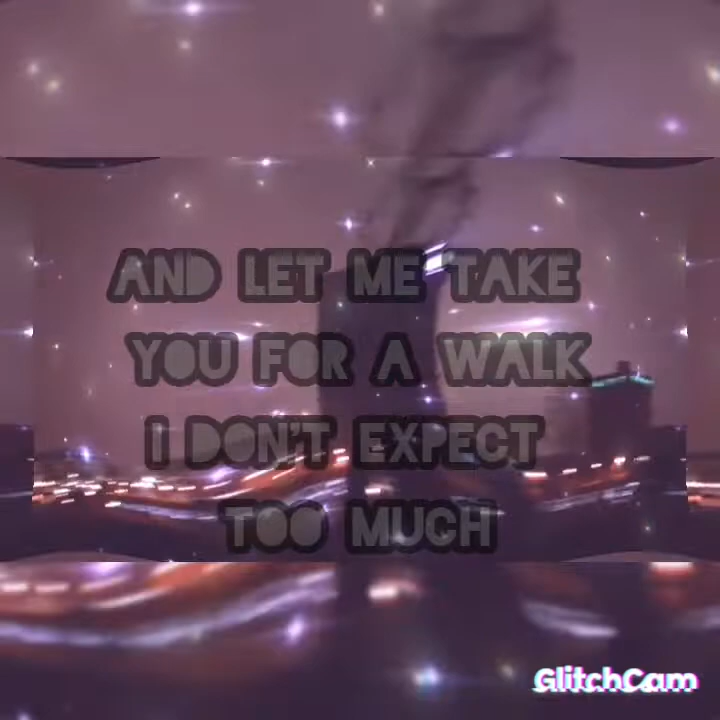 AND LET ME TAKE
YOU FOR A WALK
I DON'T EXPECT
TOO MUCH
GlitchCam